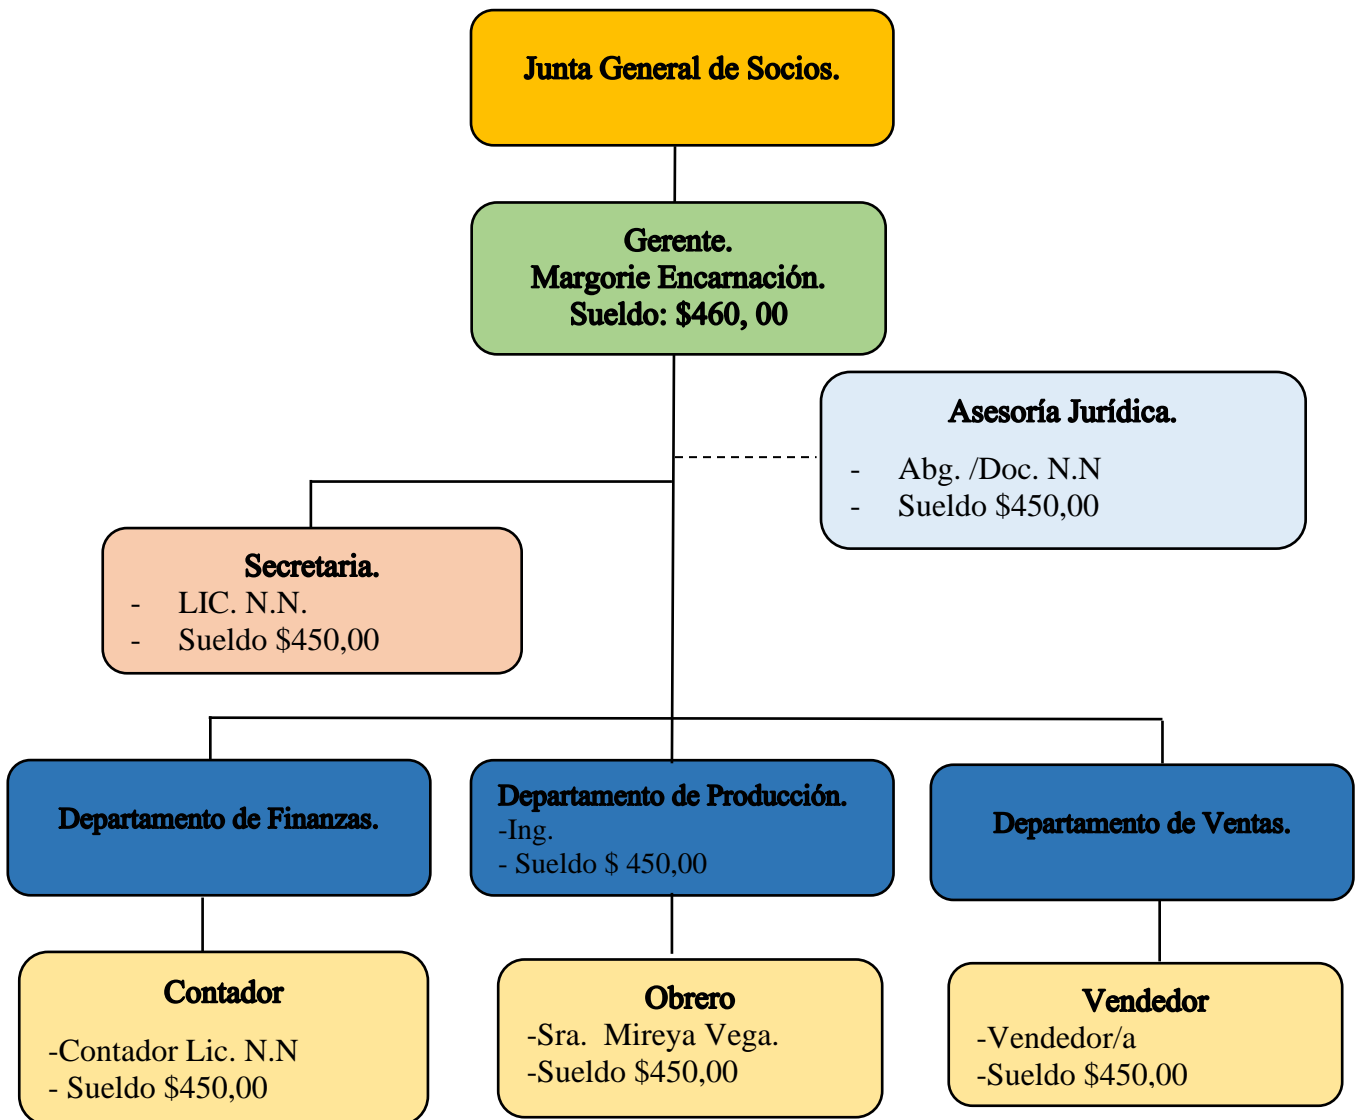 Junta General de Socios.
Gerente.
Margorie Encarnación.
Sueldo: $460, 00
Asesoría Jurídica.
- Abg. /Doc. N.N
- Sueldo $450,00
Secretaria.
- LIC. N.N.
- Sueldo $450,00
Departamento de Finanzas.
Departamento de Producción.
-Ing.
- Sueldo $ 450,00
Departamento de Ventas.
Contador
-Contador Lic. N.N
- Sueldo $450,00
Obrero
-Sra. Mireya Vega.
-Sueldo $450,00
Vendedor
-Vendedor/a
-Sueldo $450,00